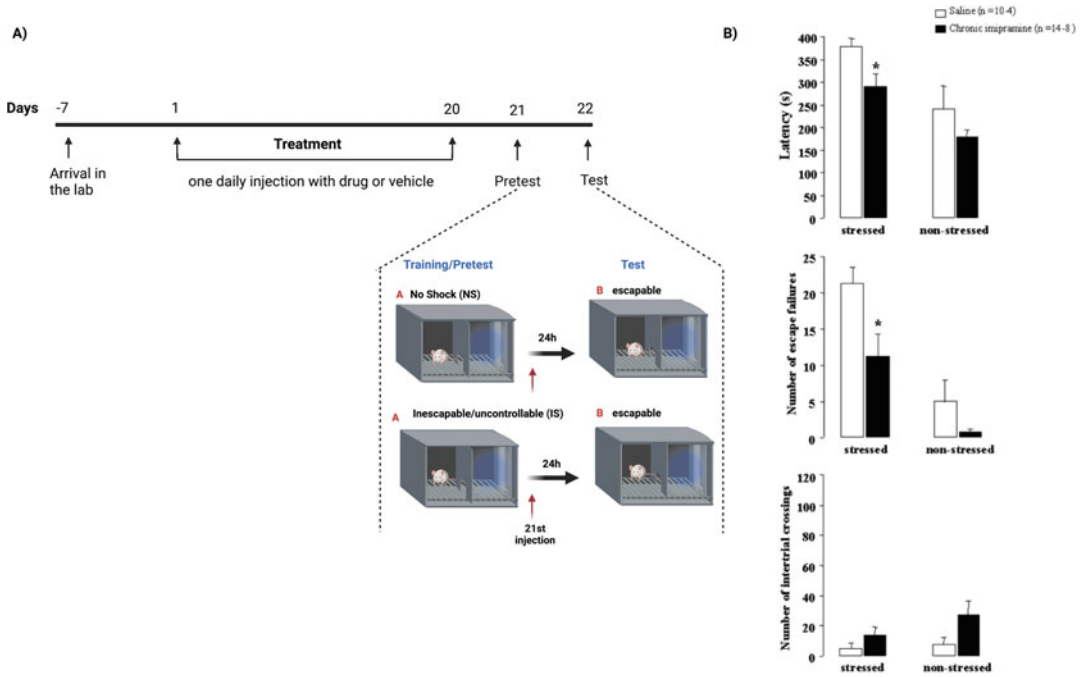 A)
Days
-7
1
20
21
22
Treatment
Arrival in
the lab
one daily injection with drug or vehicle
Pretest
Test
Training/Pretest
Test
A No Shock (NS)
B escapable
24h
A Inescapable/uncontrollable (IS)
B escapable
24h
21st
injection
B)
Saline (n =10-4)
Chronic imipramine (n =14-8)
Latency (s)
400
350
300
250
200
150
100
50
0
*
stressed
non-stressed
Number of escape failures
25
20
15
10
5
0
*
stressed
non-stressed
Number of intertrial crossings
120
100
80
60
40
20
0
stressed
non-stressed